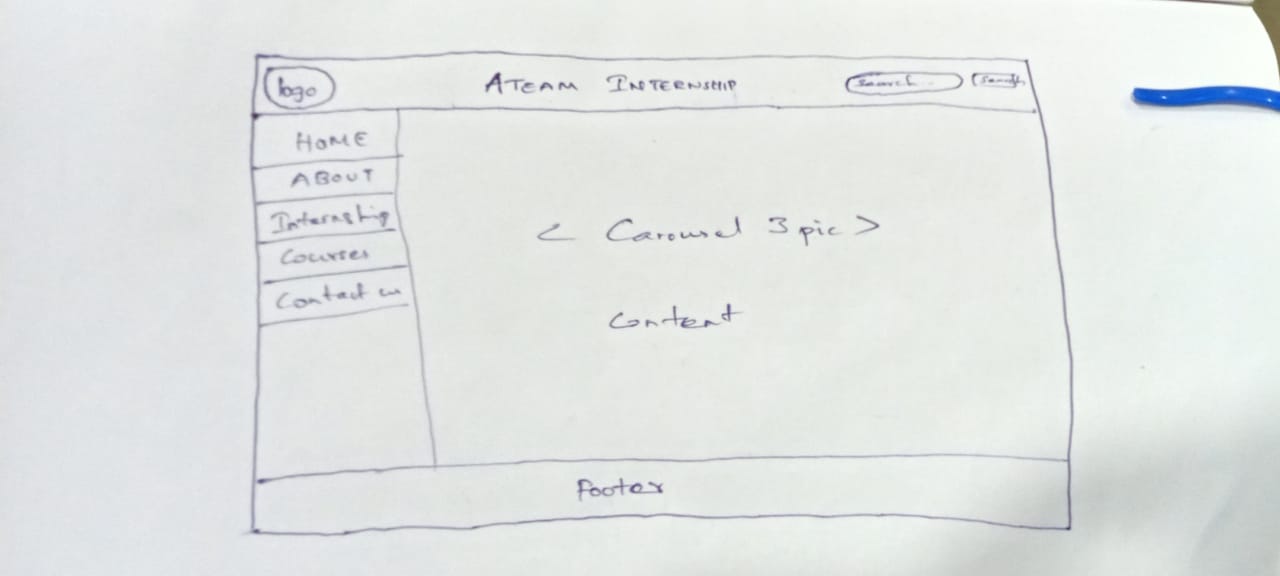 logo
ATEAM INTERNSHIP
Search..
Search
HOME
ABOUT
Internship
Courses
Contact us
< Carousel 3 pic >
Content
Footer